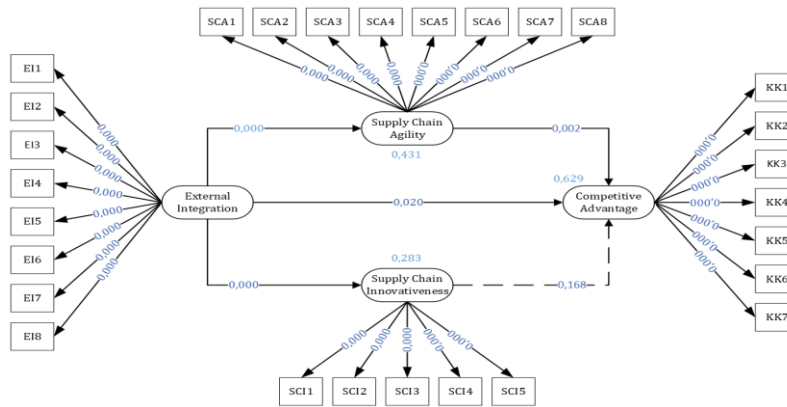 SCA1 SCA2 SCA3 SCA4 SCA5 SCA6 SCA7 SCA8
0,000 0,000 0,000 0,000 0,000 0,000 0,000 0,000
EI1
EI2
EI3
EI4
EI5
EI6
EI7
EI8
0,000
0,000
0,000
0,000
0,000
0,000
0,000
0,000
External
Integration
0,000
Supply Chain
Agility
0,431
0,002
0,020
0,629
Competitive
Advantage
0,283
0,000
Supply Chain
Innovativeness
0,168
0,000
0,000
0,000
0,000
0,000
0,000
0,000
KK1
KK2
KK3
KK4
KK5
KK6
KK7
0,000 0,000 0,000 0,000 0,000
SCI1 SCI2 SCI3 SCI4 SCI5